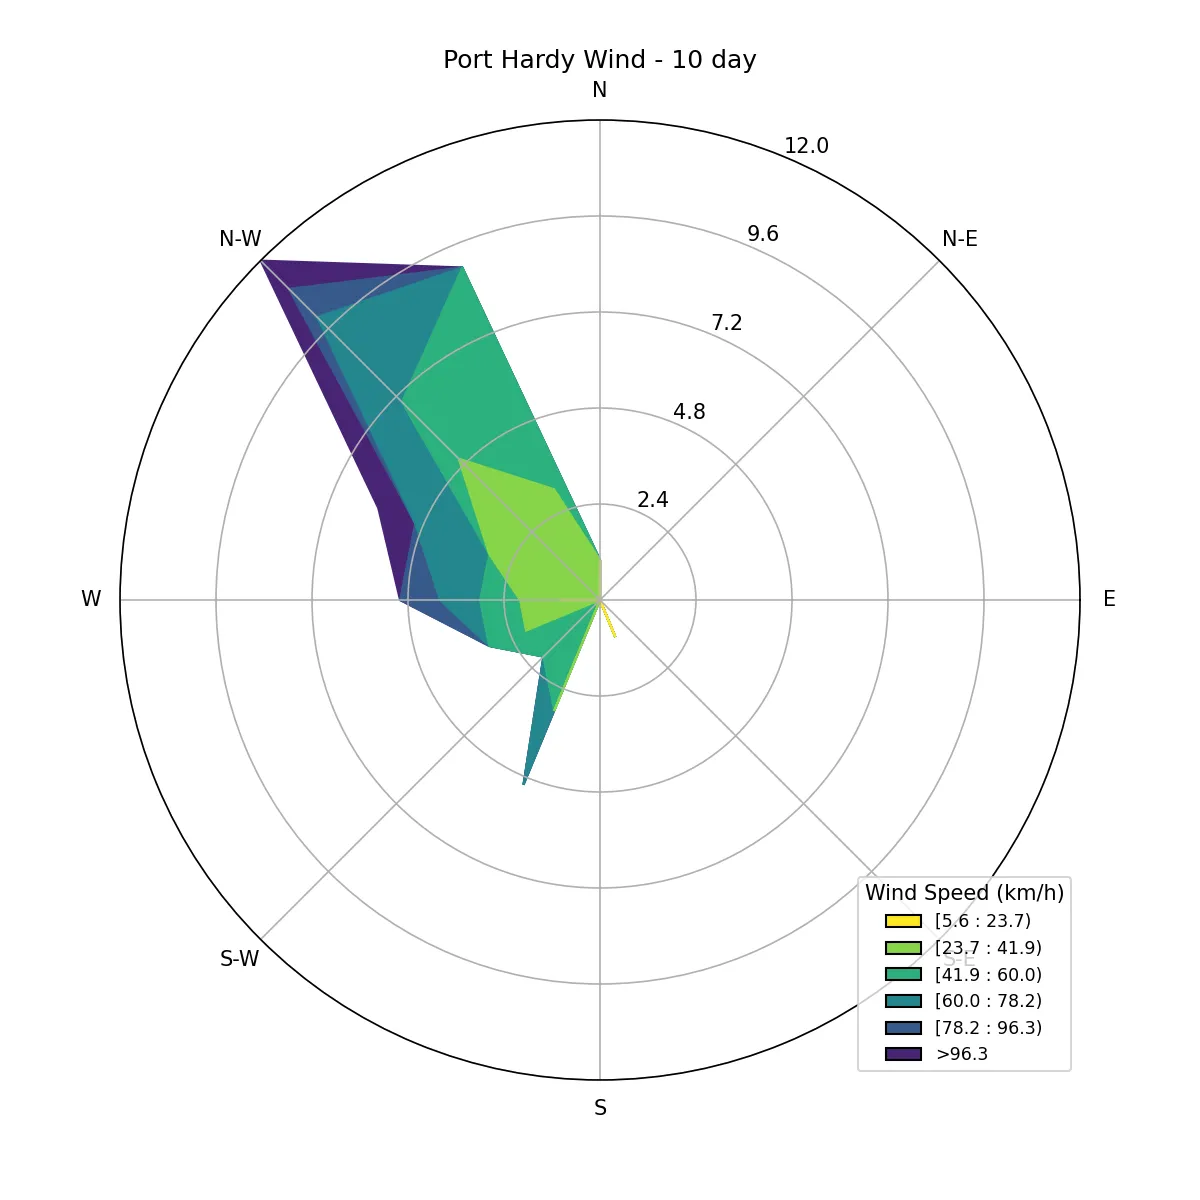 Port Hardy Wind - 10 day
N
12.0
N-W
9.6
N-E
7.2
4.8
2.4
W
E
Wind Speed (km/h)
[5.6 : 23.7)
[23.7 : 41.9)
S-W
S-E
[41.9 : 60.0)
[60.0 : 78.2)
[78.2 : 96.3)
>96.3
S